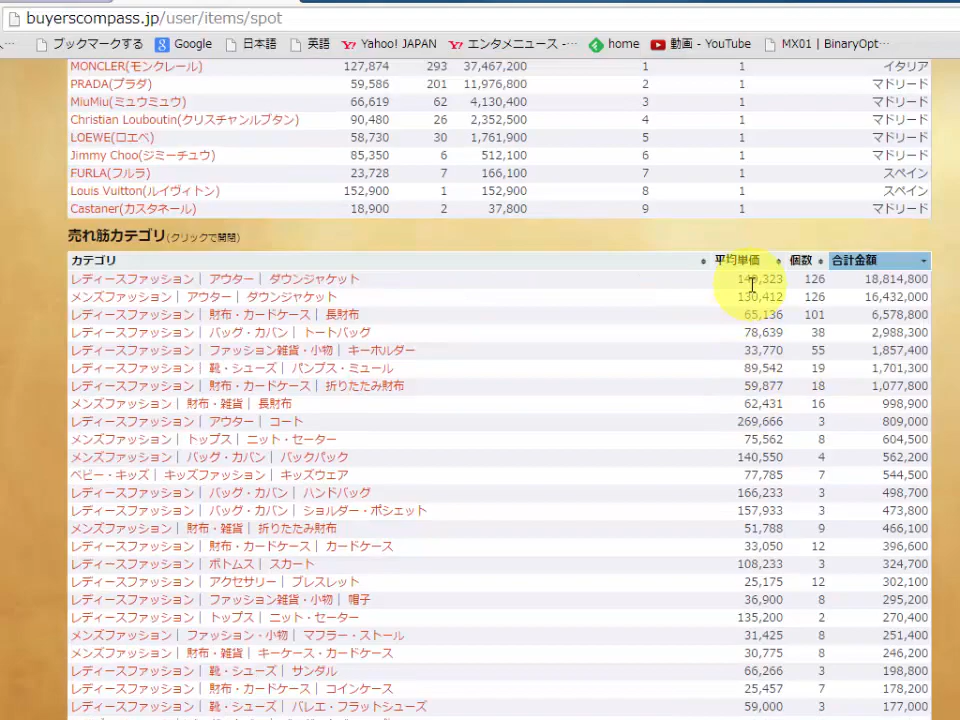 buyerscompass.jp/user/items/spot
ブックマークする Google 日本語 英語 Yahoo! JAPAN エンタメニュース -… home 動画 - YouTube MX01 | BinaryOpt…
MONCLER(モンクレール) 127,874 293 37,467,200 1 1 イタリア
PRADA(プラダ) 59,586 201 11,976,800 2 1 マドリード
MiuMiu(ミュウミュウ) 66,619 62 4,130,400 3 1 マドリード
Christian Louboutin(クリスチャンルブタン) 90,480 26 2,352,500 4 1 マドリード
LOEWE(ロエベ) 58,730 30 1,761,900 5 1 マドリード
Jimmy Choo(ジミーチュウ) 85,350 6 512,100 6 1 マドリード
FURLA(フルラ) 23,728 7 166,100 7 1 スペイン
Louis Vuitton(ルイヴィトン) 152,900 1 152,900 8 1 スペイン
Castaner(カスタネール) 18,900 2 37,800 9 1 マドリード
売れ筋カテゴリ(クリックで開閉)
カテゴリ 平均単価 個数 合計金額
レディースファッション| アウター| ダウンジャケット 149,323 126 18,814,800
メンズファッション| アウター| ダウンジャケット 130,412 126 16,432,000
レディースファッション| 財布・カードケース| 長財布 65,136 101 6,578,800
レディースファッション| バッグ・カバン| トートバッグ 78,639 38 2,988,300
レディースファッション| ファッション雑貨・小物| キーホルダー 33,770 55 1,857,400
レディースファッション| 靴・シューズ| パンプス・ミュール 89,542 19 1,701,300
レディースファッション| 財布・カードケース| 折りたたみ財布 59,877 18 1,077,800
メンズファッション| 財布・雑貨| 長財布 62,431 16 998,900
レディースファッション| アウター| コート 269,666 3 809,000
メンズファッション| トップス| ニット・セーター 75,562 8 604,500
メンズファッション| バッグ・カバン| バックパック 140,550 4 562,200
ベビー・キッズ| キッズファッション| キッズウェア 77,785 7 544,500
レディースファッション| バッグ・カバン| ハンドバッグ 166,233 3 498,700
レディースファッション| バッグ・カバン| ショルダー・ポシェット 157,933 3 473,800
メンズファッション| 財布・雑貨| 折りたたみ財布 51,788 9 466,100
レディースファッション| 財布・カードケース| カードケース 33,050 12 396,600
レディースファッション| ボトムス| スカート 108,233 3 324,700
レディースファッション| アクセサリー| ブレスレット 25,175 12 302,100
レディースファッション| ファッション雑貨・小物| 帽子 36,900 8 295,200
レディースファッション| トップス| ニット・セーター 135,200 2 270,400
メンズファッション| ファッション・小物| マフラー・ストール 31,425 8 251,400
メンズファッション| 財布・雑貨| キーケース・カードケース 30,775 8 246,200
レディースファッション| 靴・シューズ| サンダル 66,266 3 198,800
レディースファッション| 財布・カードケース| コインケース 25,457 7 178,200
レディースファッション| 靴・シューズ| バレエ・フラットシューズ 59,000 3 177,000